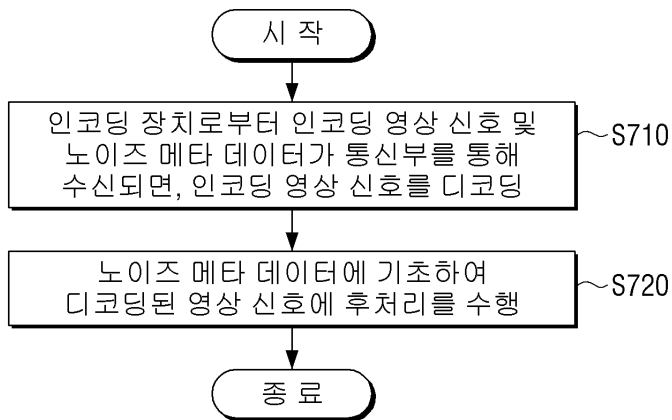 시 작
인코딩 장치로부터 인코딩 영상 신호 및
노이즈 메타 데이터가 통신부를 통해
수신되면, 인코딩 영상 신호를 디코딩
S710
노이즈 메타 데이터에 기초하여
디코딩된 영상 신호에 후처리를 수행
S720
종 료